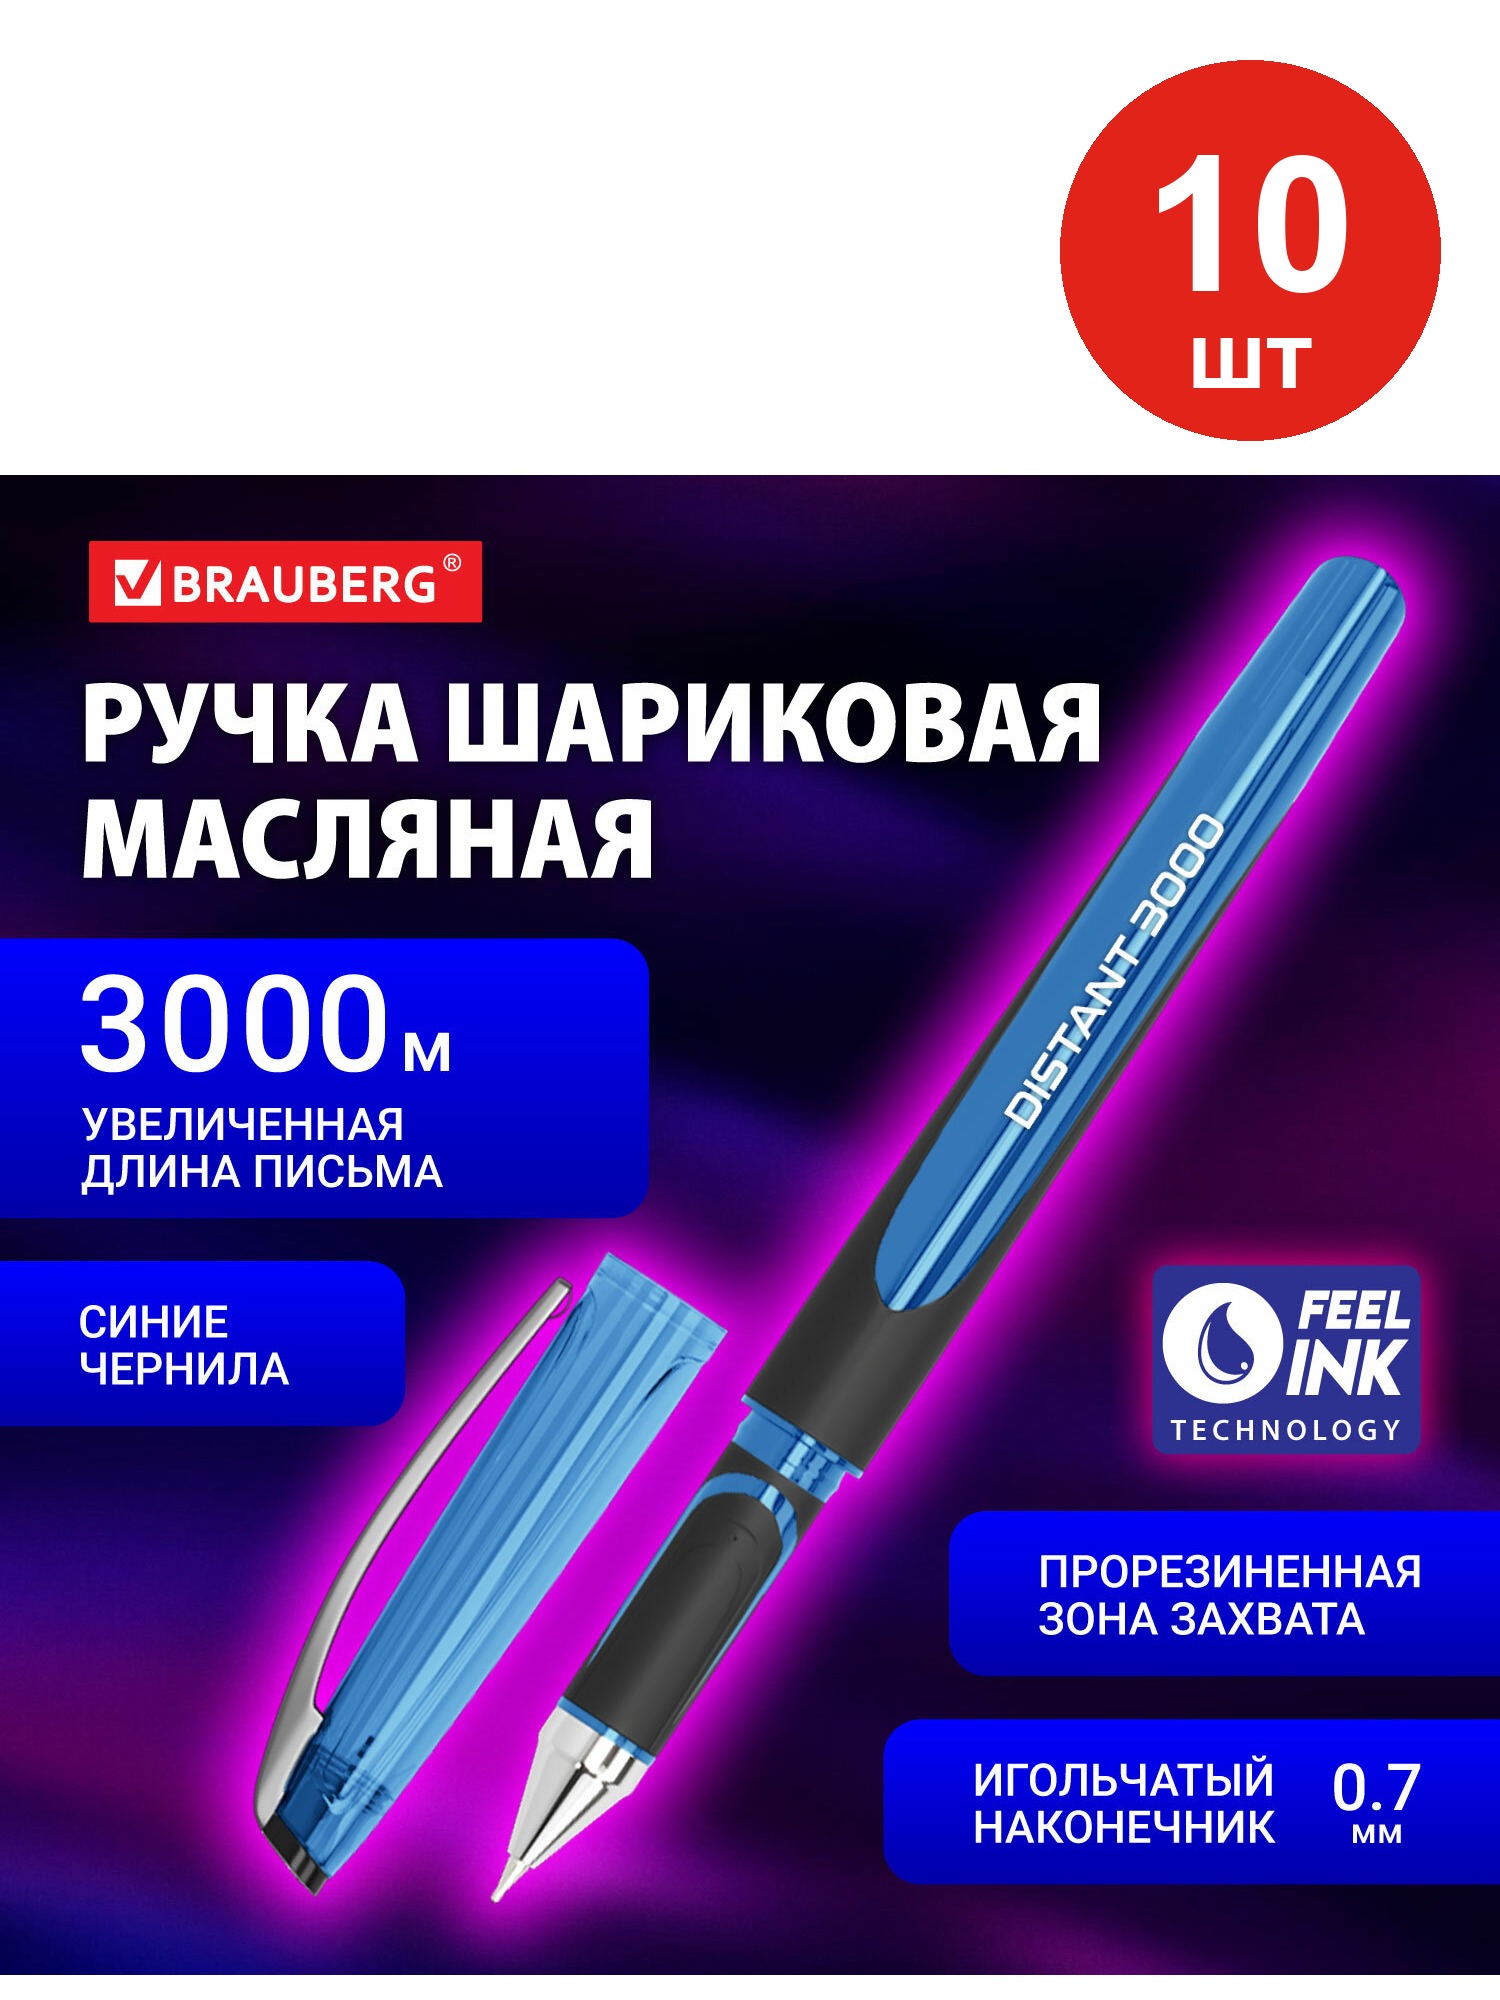 10
шт
BRAUBERG®
РУЧКА ШАРИКОВАЯ
МАСЛЯНАЯ
3000 м
УВЕЛИЧЕННАЯ
ДЛИНА ПИСЬМА
СИНИЕ
ЧЕРНИЛА
DISTANT 3000
FEEL
INK
TECHNOLOGY
ПРОРЕЗИНЕННАЯ
ЗОНА ЗАХВАТА
ИГОЛЬЧАТЫЙ
НАКОНЕЧНИК
0.7
мм